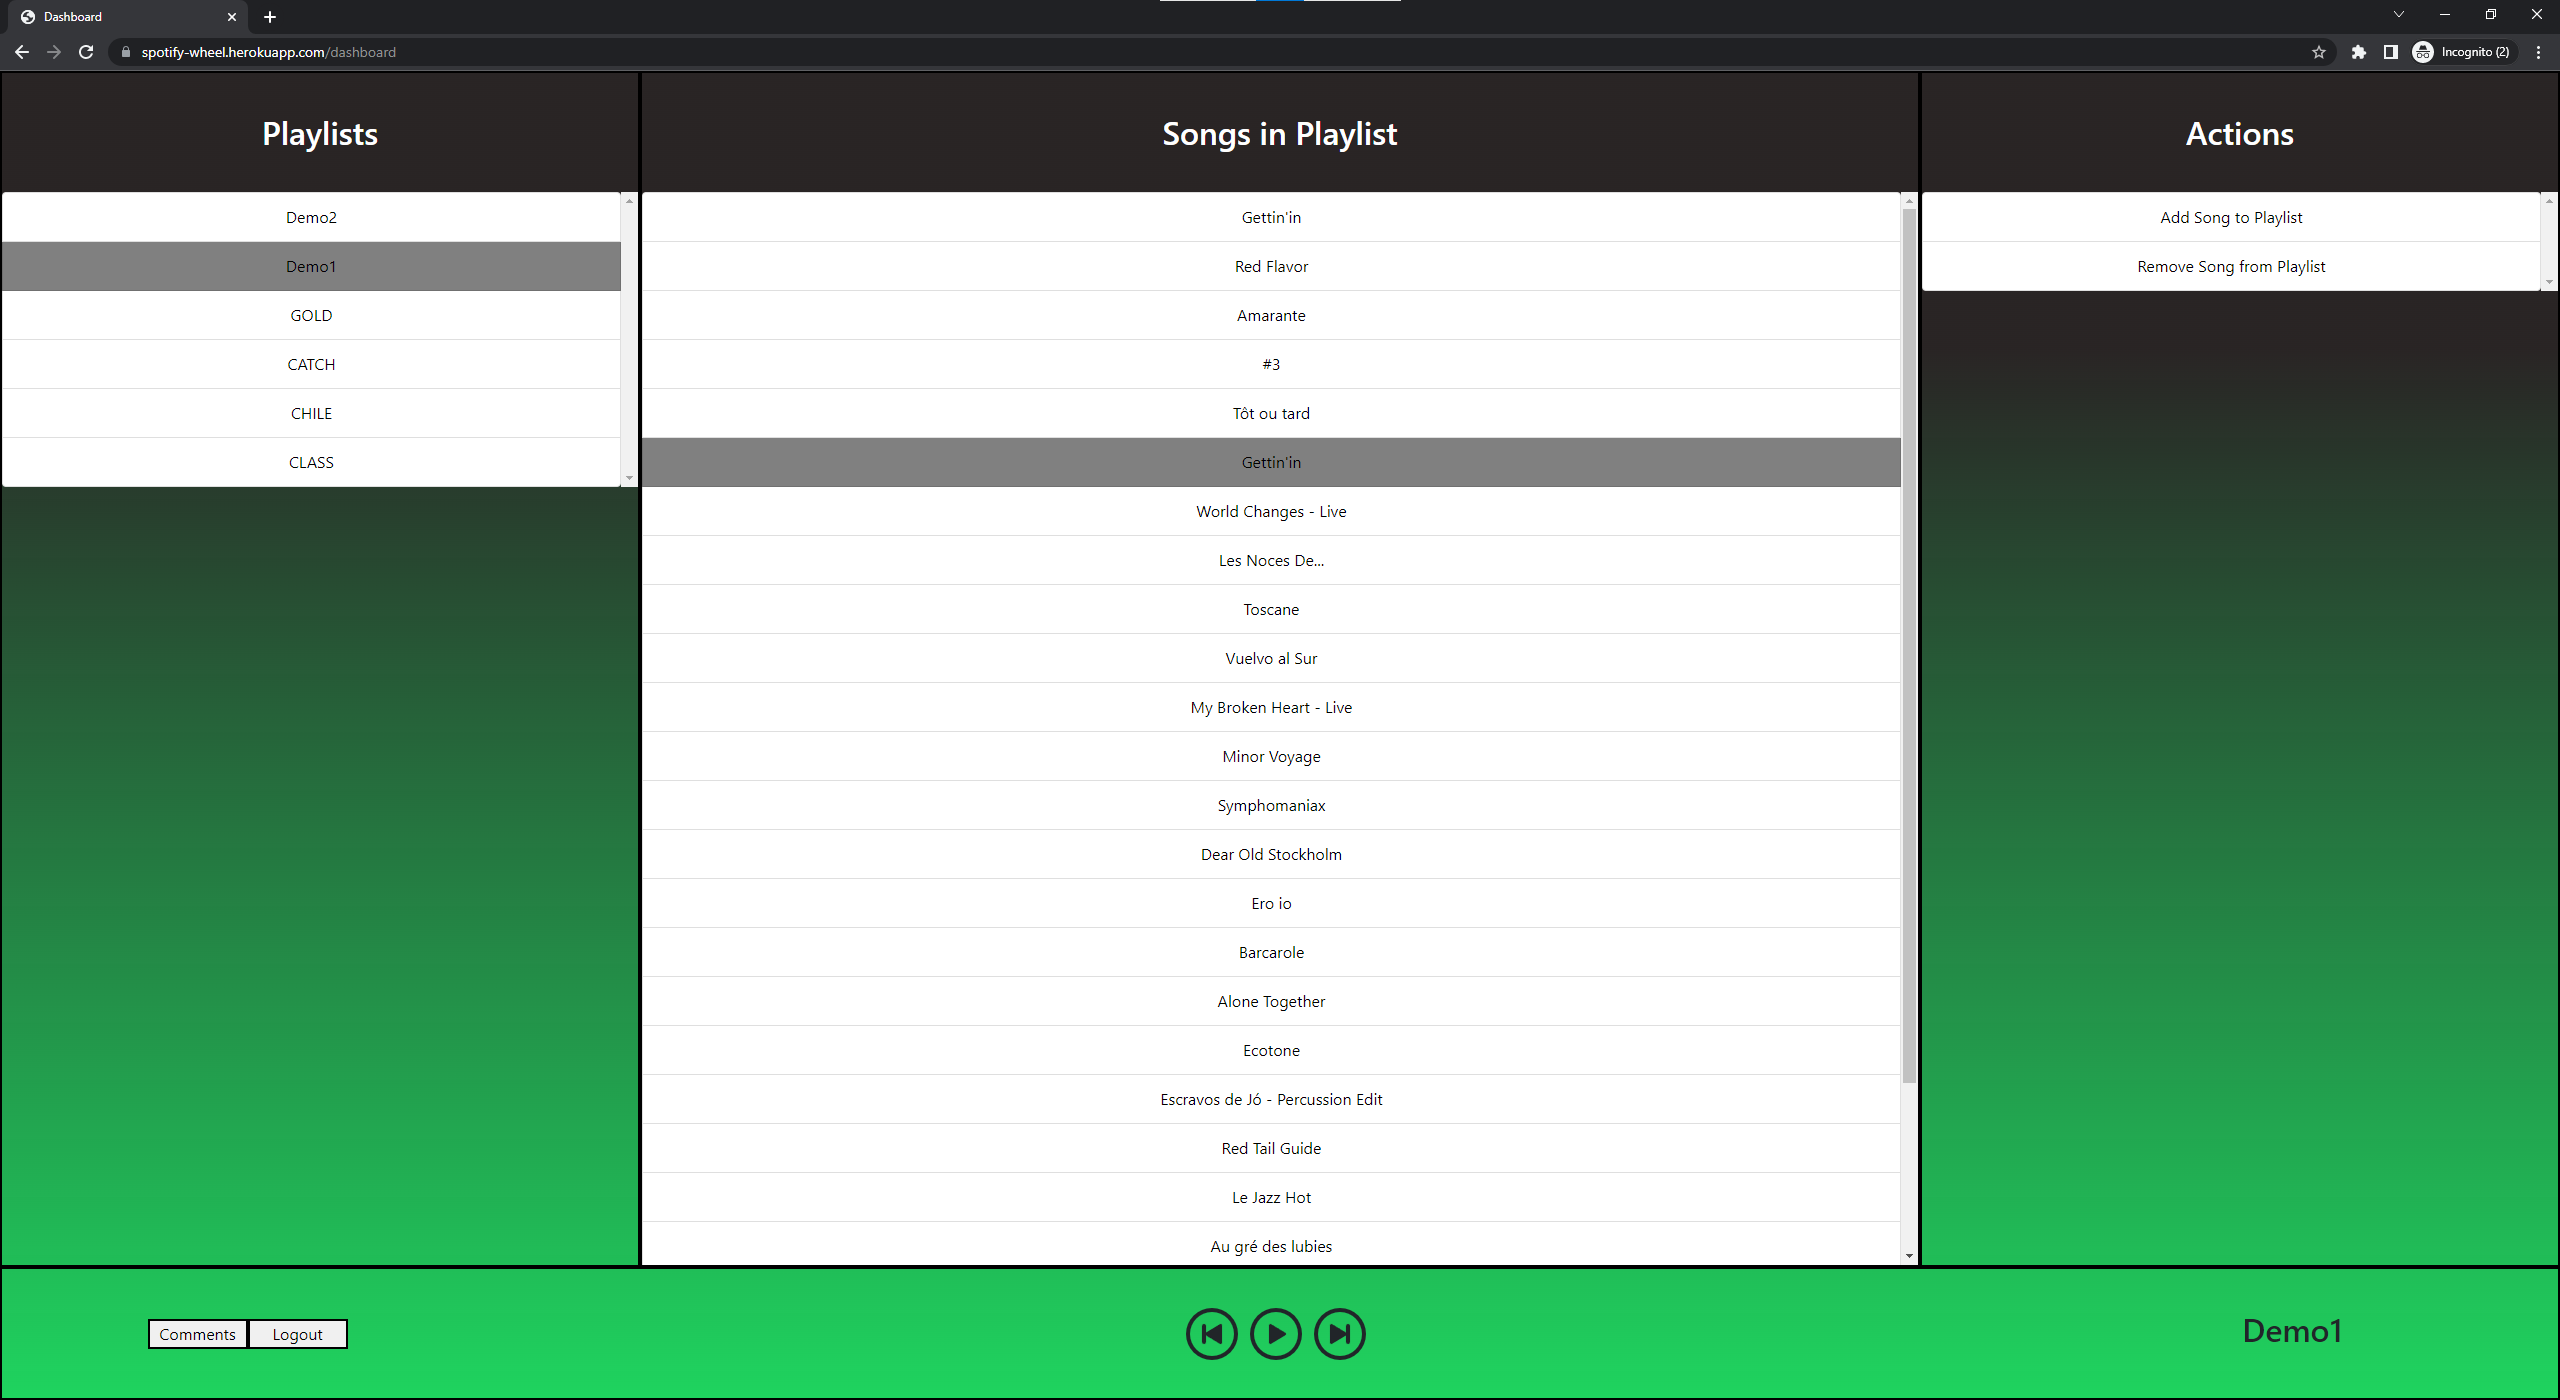 Dashboard
spotify-wheel.herokuapp.com/dashboard
Incognito (2)
Playlists
Songs in Playlist
Actions
Demo2
Demo1
GOLD
CATCH
CHILE
CLASS
Gettin'in
Red Flavor
Amarante
#3
Tôt ou tard
Gettin'in
World Changes - Live
Les Noces De...
Toscane
Vuelvo al Sur
My Broken Heart - Live
Minor Voyage
Symphomaniax
Dear Old Stockholm
Ero io
Barcarole
Alone Together
Ecotone
Escravos de Jó - Percussion Edit
Red Tail Guide
Le Jazz Hot
Au gré des lubies
Add Song to Playlist
Remove Song from Playlist
Comments
Logout
Demo1